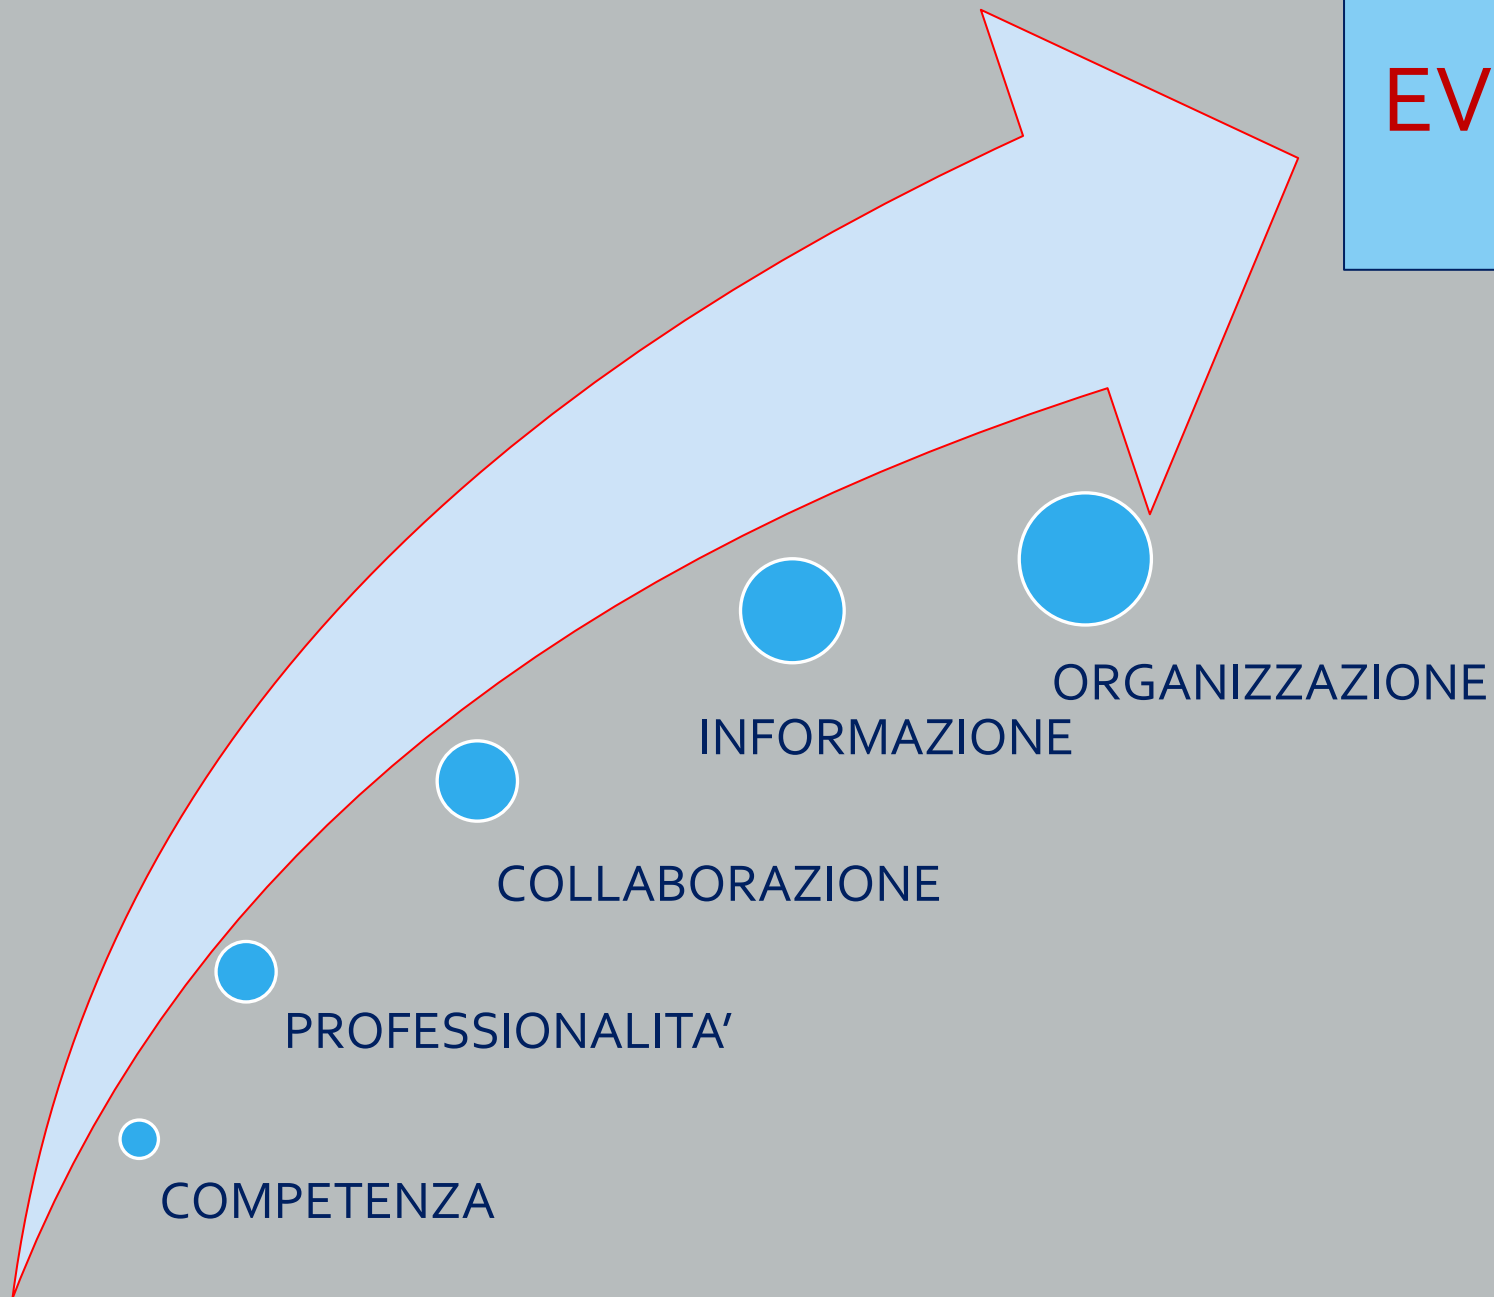 EV
ORGANIZZAZIONE
INFORMAZIONE
COLLABORAZIONE
PROFESSIONALITA’
COMPETENZA